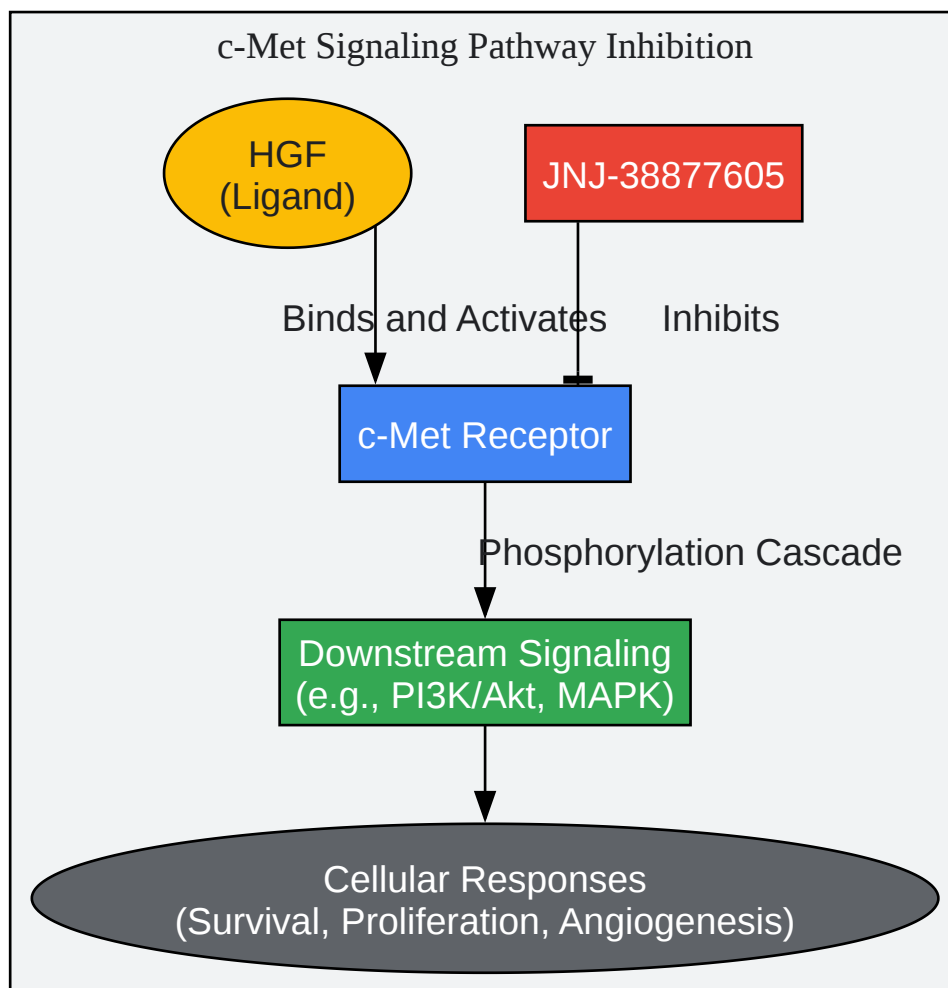 c-Met Signaling Pathway Inhibition
HGF
(Ligand)
JNJ-38877605
Binds and Activates
Inhibits
c-Met Receptor
Phosphorylation Cascade
Downstream Signaling
(e.g., PI3K/Akt, MAPK)
Cellular Responses
(Survival, Proliferation, Angiogenesis)